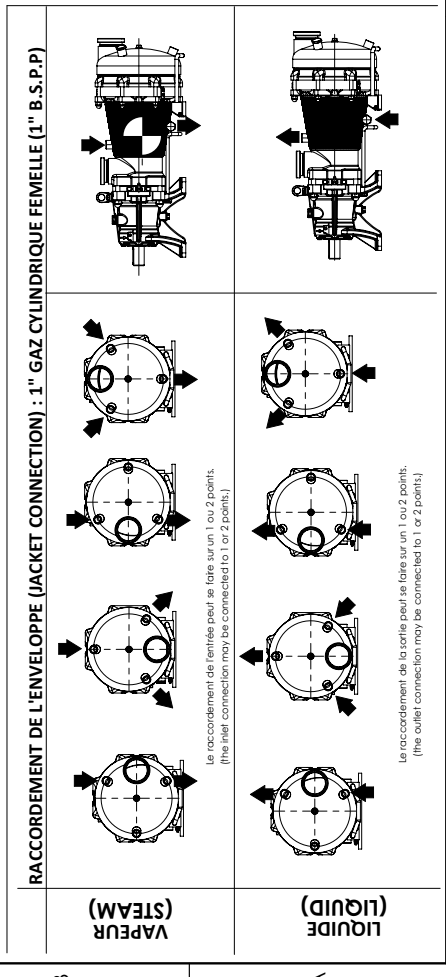 RACCORDEMENT DE L'ENVELOPPE (JACKET CONNECTION) : 1" GAZ CYLINDRIQUE FEMELLE (1" B.S.P.P)
VAPEUR
(STEAM)
Le raccordement de l'entrée peut se faire sur un 1 ou 2 points.
(the inlet connection may be connected to 1 or 2 points.)
LIQUIDE
(LIQUID)
Le raccordement de la sortie peut se faire sur un 1 ou 2 points.
(the outlet connection may be connected to 1 or 2 points.)